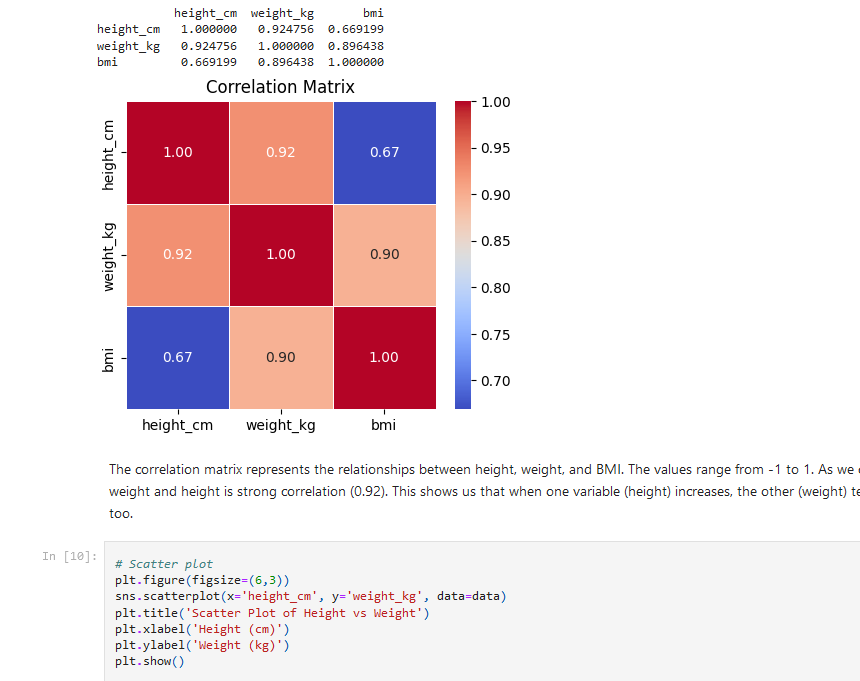 height_cm weight_kg bmi
height_cm 1.000000 0.924756 0.669199
weight_kg 0.924756 1.000000 0.896438
bmi 0.669199 0.896438 1.000000
Correlation Matrix
height_cm 1.00 0.92 0.67
weight_kg 0.92 1.00 0.90
bmi 0.67 0.90 1.00
height_cm weight_kg bmi
1.00
0.95
0.90
0.85
0.80
0.75
0.70
The correlation matrix represents the relationships between height, weight, and BMI. The values range from -1 to 1. As we
weight and height is strong correlation (0.92). This shows us that when one variable (height) increases, the other (weight)
too.
In [10]:
# Scatter plot
plt.figure(figsize=(6,3))
sns.scatterplot(x='height_cm', y='weight_kg', data=data)
plt.title('Scatter Plot of Height vs Weight')
plt.xlabel('Height (cm)')
plt.ylabel('Weight (kg)')
plt.show()